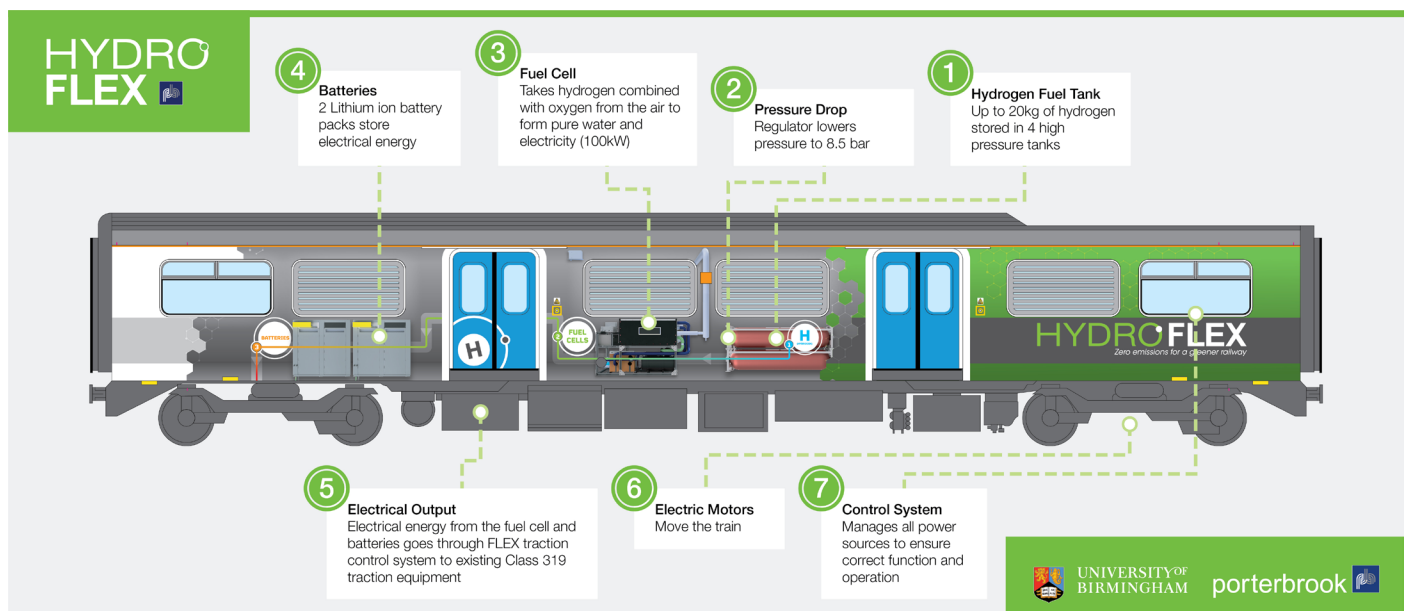 HYDRO
FLEX
4
Batteries
2 Lithium ion battery
packs store
electrical energy
3
Fuel Cell
Takes hydrogen combined
with oxygen from the air to
form pure water and
electricity (100kW)
2
Pressure Drop
Regulator lowers
pressure to 8.5 bar
1
Hydrogen Fuel Tank
Up to 20kg of hydrogen
stored in 4 high
pressure tanks
3
BATTERIES
H
2
FUEL
CELLS
1
H
HYDROFLEX
Zero emissions for a greener railway
5
Electrical Output
Electrical energy from the fuel cell and
batteries goes through FLEX traction
control system to existing Class 319
traction equipment
6
Electric Motors
Move the train
7
Control System
Manages all power
sources to ensure
correct function and
operation
UNIVERSITY OF
BIRMINGHAM
porterbrook